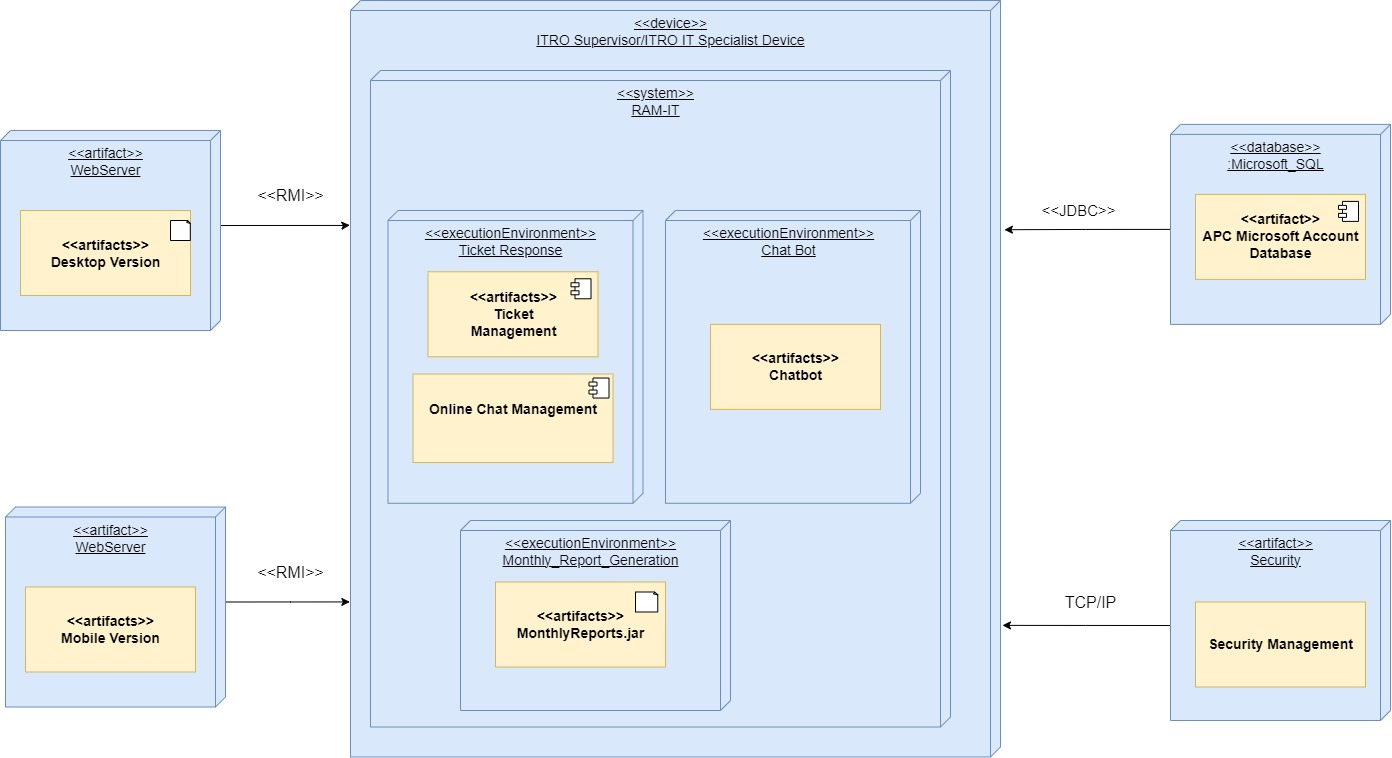 <<device>>
ITRO Supervisor/ITRO IT Specialist Device
<<system>>
RAM-IT
<<artifact>>
WebServer
<<artifacts>>
Desktop Version
<<RMI>>
<<executionEnvironment>>
Ticket Response
<<artifacts>>
Ticket
Management
Online Chat Management
<<executionEnvironment>>
Chat Bot
<<artifacts>>
Chatbot
<<JDBC>>
<<database>>
:Microsoft_SQL
<<artifact>>
APC Microsoft Account
Database
<<artifact>>
WebServer
<<artifacts>>
Mobile Version
<<RMI>>
<<executionEnvironment>>
Monthly_Report_Generation
<<artifacts>>
MonthlyReports.jar
TCP/IP
<<artifact>>
Security
Security Management